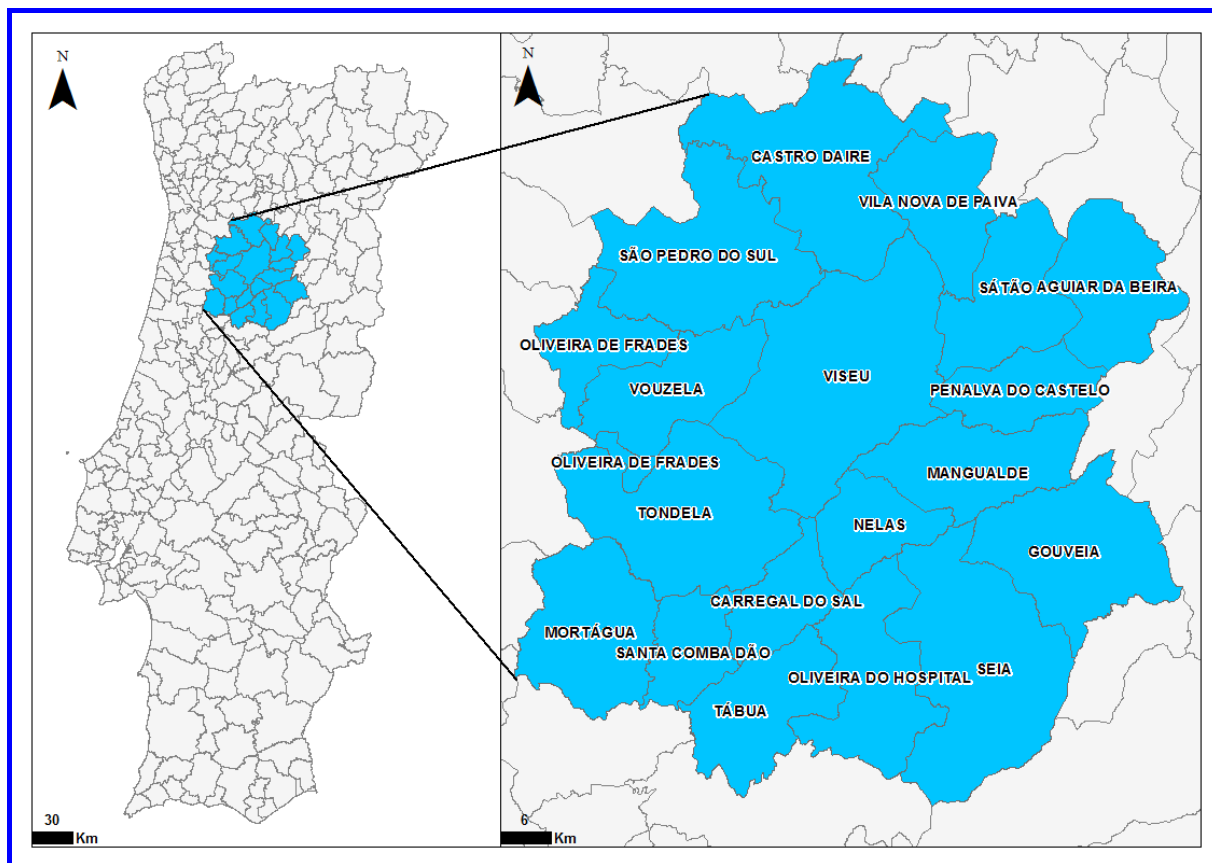 N
30
Km
N
CASTRO DAIRE
VILA NOVA DE PAIVA
SÃO PEDRO DO SUL
SÁTÃO
AGUIAR DA BEIRA
OLIVEIRA DE FRADES
VISEU
VOUZELA
PENALVA DO CASTELO
OLIVEIRA DE FRADES
MANGUALDE
TONDELA
NELAS
GOUVEIA
CARREGAL DO SAL
MORTÁGUA
SANTA COMBA DÃO
OLIVEIRA DO HOSPITAL
SEIA
TÁBUA
6
Km